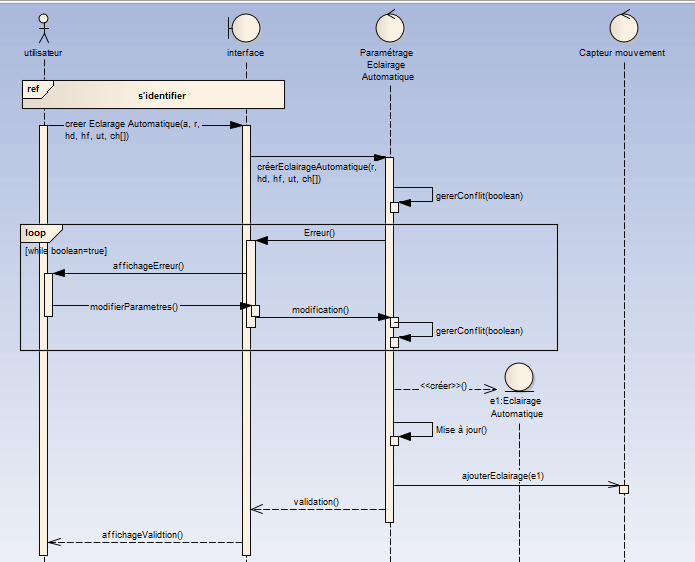 utilisateur
interface
Paramétrage
Eclairage
Automatique
Capteur mouvement
ref
s'identifier
creer Eclarage Automatique(a, r,
hd, hf, ut, ch[])
créerEclairageAutomatique(r,
hd, hf, ut, ch[])
gererConflit(boolean)
loop
Erreur()
[while boolean=true]
affichageErreur()
modifierParametres()
modification()
gererConflit(boolean)
<<créer>>()
e1:Eclairage
Automatique
Mise à jour()
ajouterEclairage(e1)
validation()
affichageValidtion()